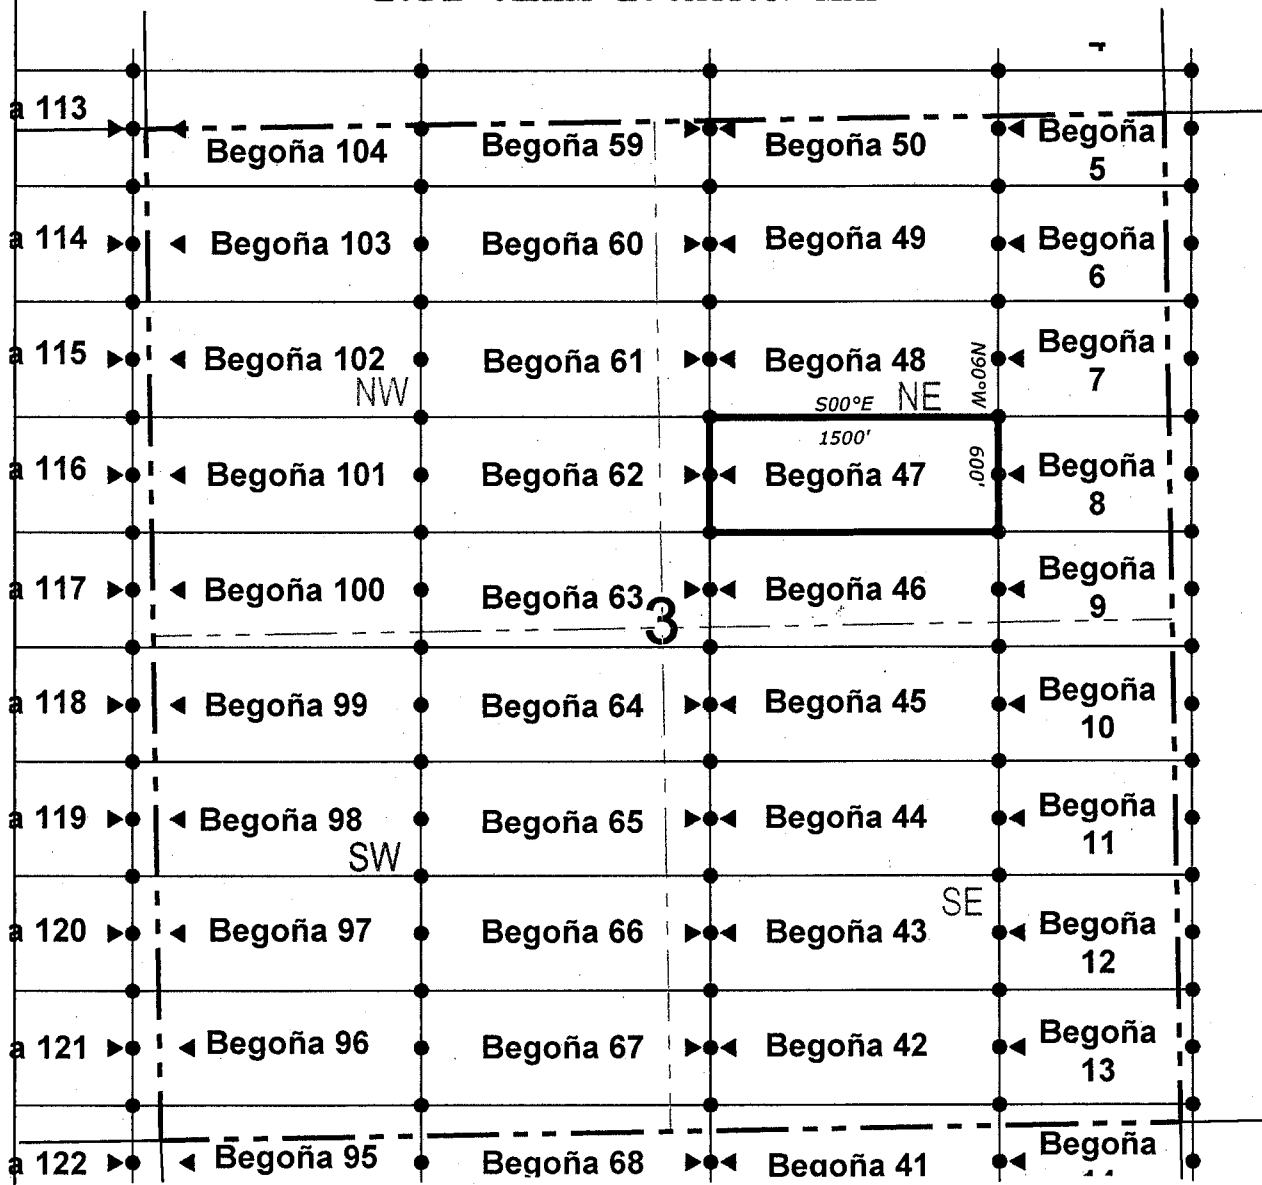 a 113
Begoña 104
Begoña 59
Begoña 50
Begoña
5
a 114
Begoña 103
Begoña 60
Begoña 49
Begoña
6
a 115
Begoña 102
Begoña 61
Begoña 48
Begoña
7
NW
S00°E
NE
N90°W
1500'
600'
a 116
Begoña 101
Begoña 62
Begoña 47
Begoña
8
a 117
Begoña 100
Begoña 63
Begoña 46
Begoña
9
3
a 118
Begoña 99
Begoña 64
Begoña 45
Begoña
10
a 119
Begoña 98
Begoña 65
Begoña 44
Begoña
11
SW
SE
a 120
Begoña 97
Begoña 66
Begoña 43
Begoña
12
a 121
Begoña 96
Begoña 67
Begoña 42
Begoña
13
a 122
Begoña 95
Begoña 68
Begoña 41
Begoña